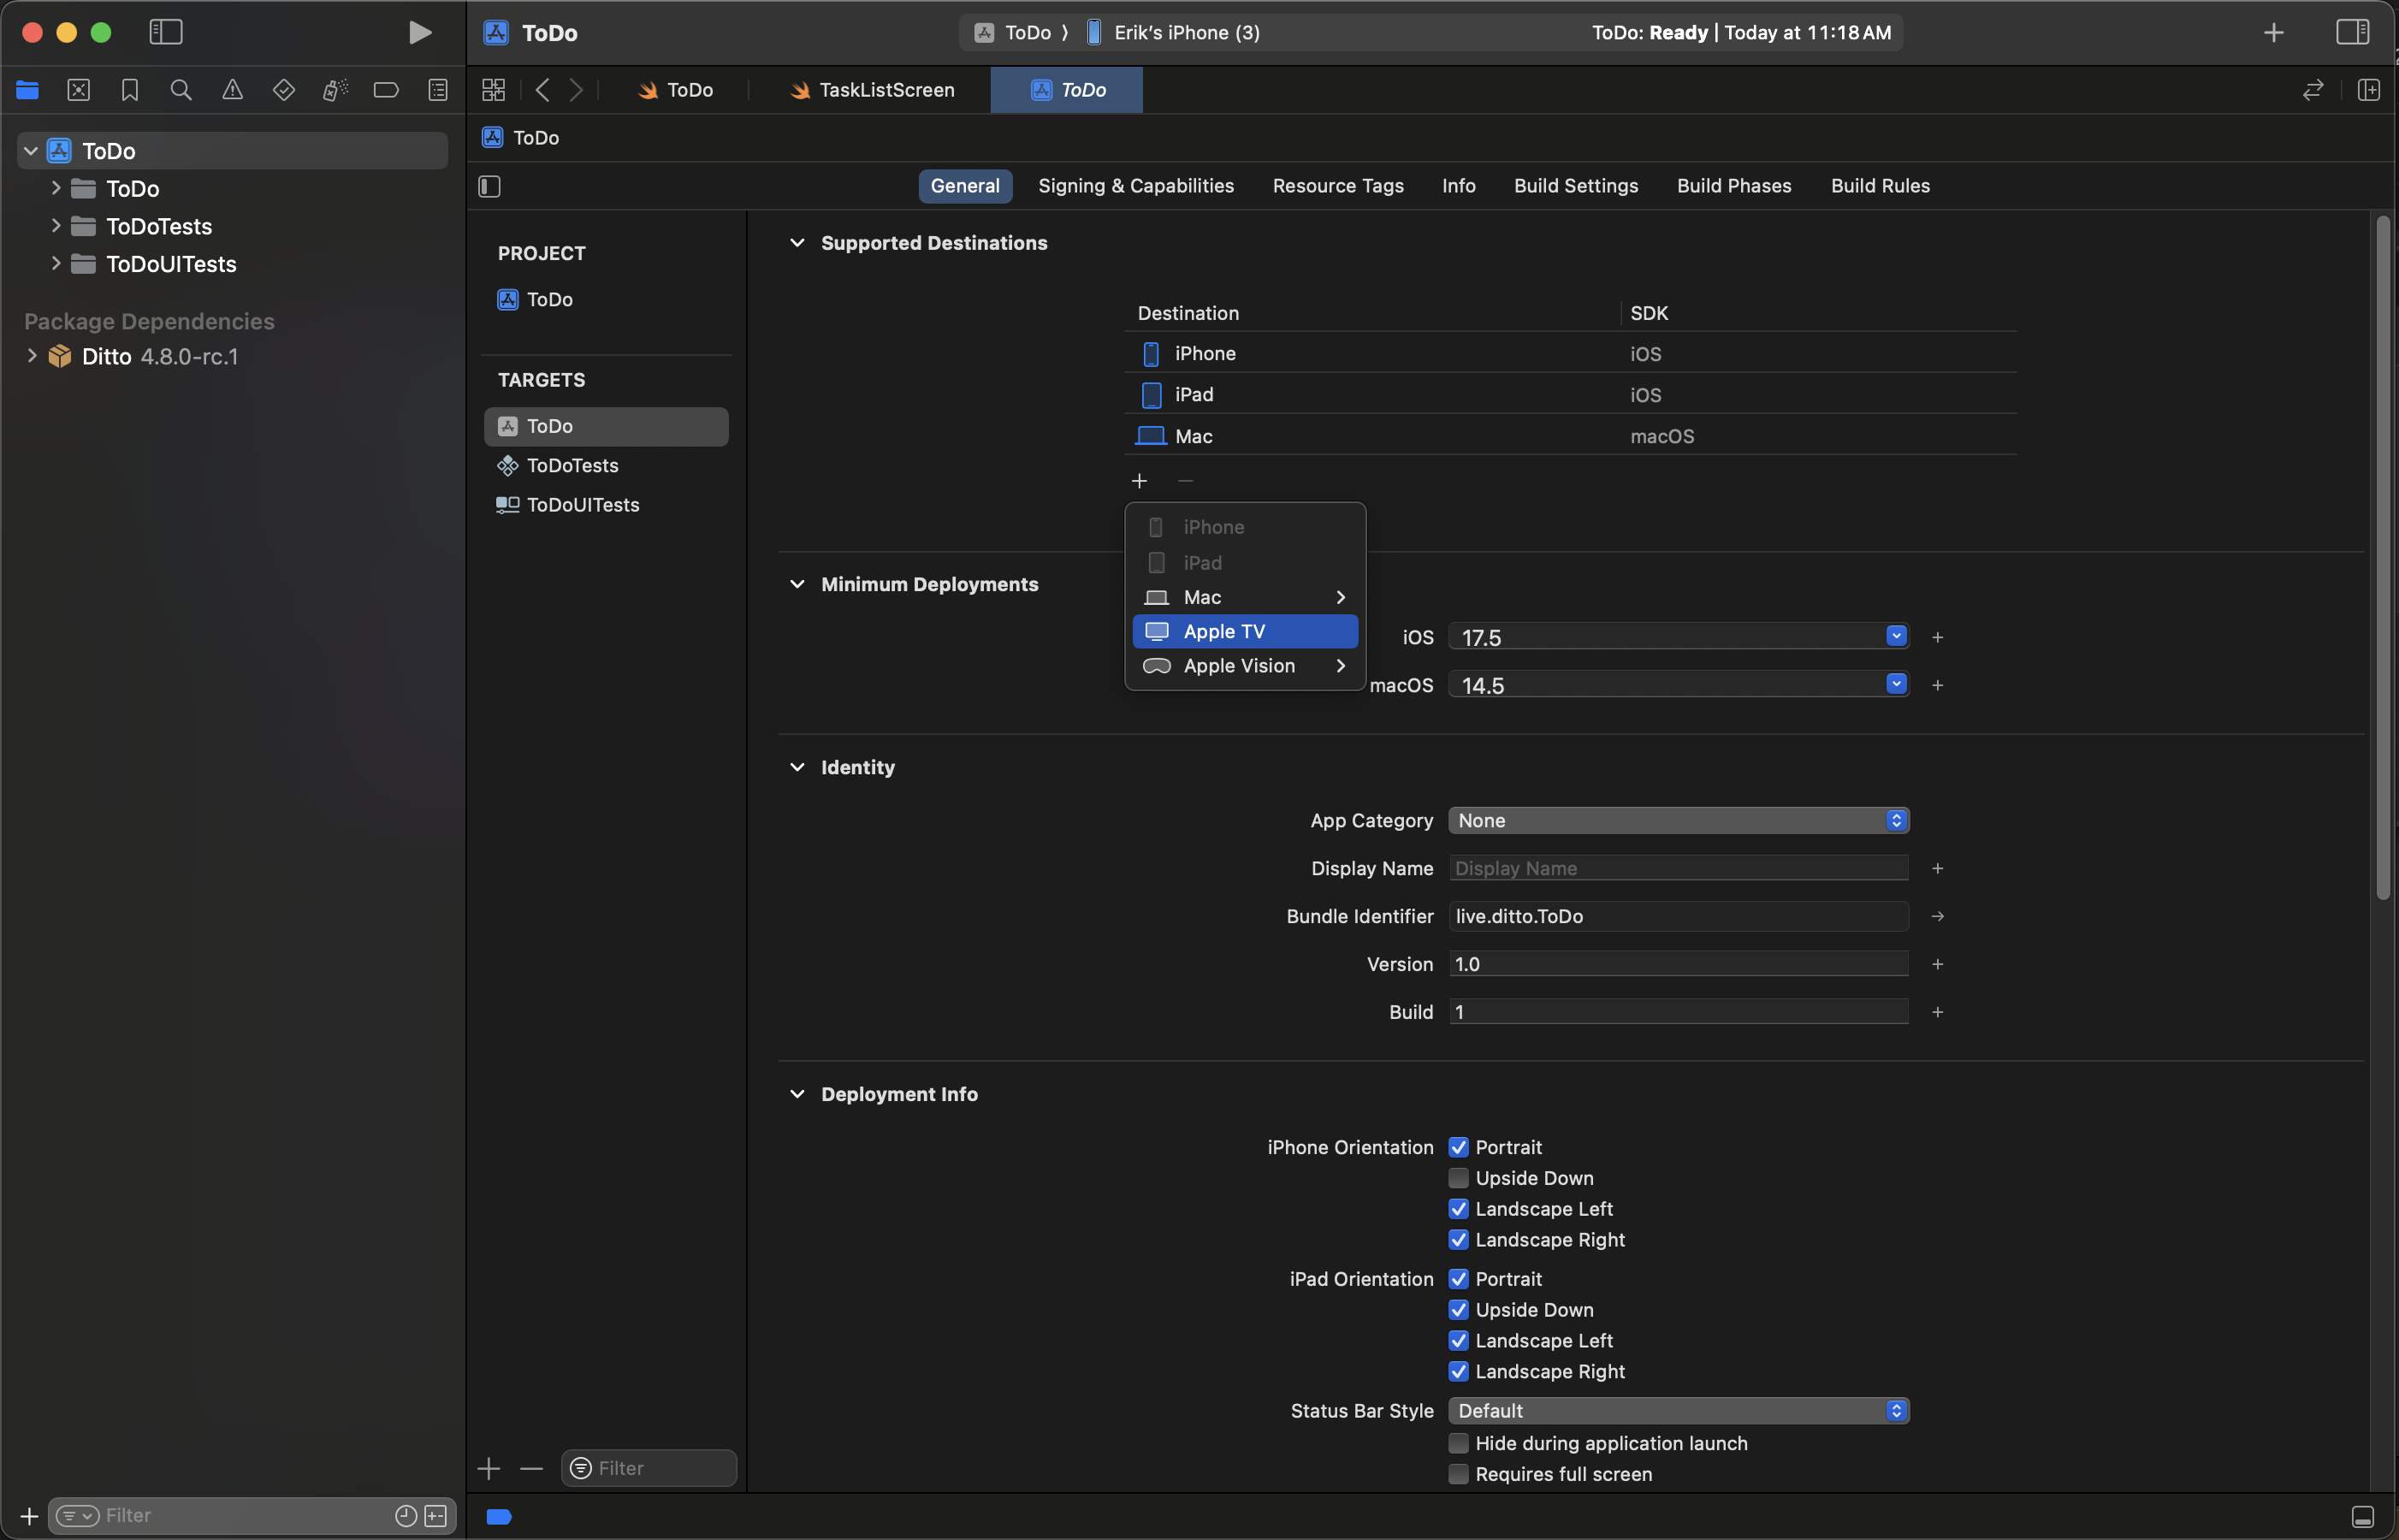 ToDo
ToDo
Erik's iPhone (3)
ToDo: Ready | Today at 11:18 AM
ToDo
TaskListScreen
ToDo
ToDo
ToDo
ToDoTests
ToDoUITests
Package Dependencies
Ditto 4.8.0-rc.1
ToDo
General
Signing & Capabilities
Resource Tags
Info
Build Settings
Build Phases
Build Rules
PROJECT
ToDo
TARGETS
ToDo
ToDoTests
ToDoUITests
Supported Destinations
Destination
SDK
iPhone
iOS
iPad
iOS
Mac
macOS
iPhone
iPad
Mac
Apple TV
Apple Vision
Minimum Deployments
iOS
17.5
macOS
14.5
Identity
App Category
None
Display Name
Display Name
Bundle Identifier
live.ditto.ToDo
Version
1.0
Build
1
Deployment Info
iPhone Orientation
Portrait
Upside Down
Landscape Left
Landscape Right
iPad Orientation
Portrait
Upside Down
Landscape Left
Landscape Right
Status Bar Style
Default
Hide during application launch
Requires full screen
Filter
Filter